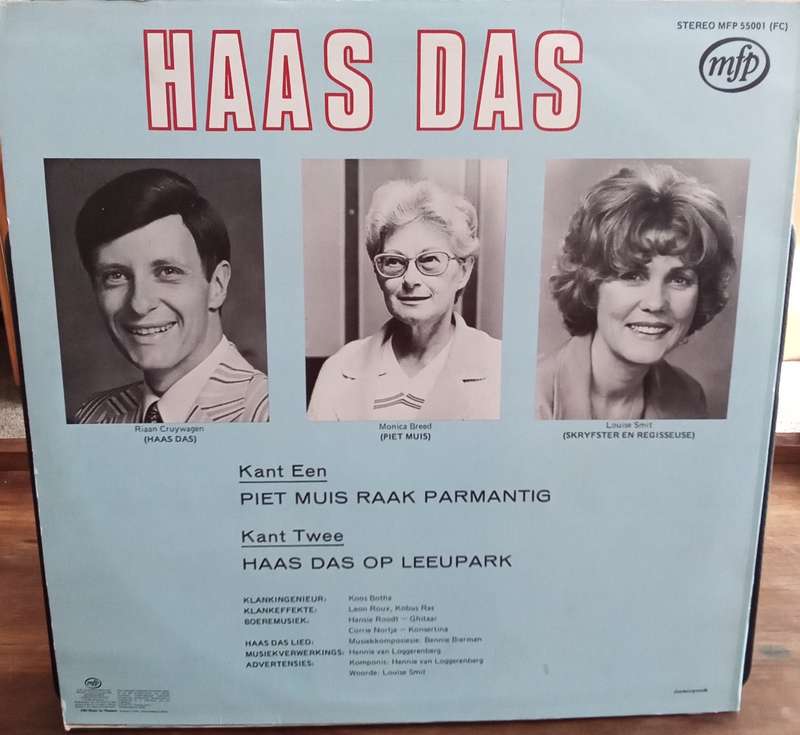 STEREO MFP 55001 (FC)
mfp
HAAS DAS
Riaan Cruywagen
(HAAS DAS)
Monica Breed
(PIET MUIS)
Louise Smit
(SKRYFSTER EN REGISSEUSE)
Kant Een
PIET MUIS RAAK PARMANTIG
Kant Twee
HAAS DAS OP LEEUPARK
KLANKINGENIEUR: Koos Botha
KLANKEFFEKTE: Leon Roux, Kobus Ras
BOEREMUSIEK: Hansie Roodt — Ghitaar
Corrie Nortje — Konsertina
HAAS DAS LIED: Musiekkomposiesie: Bennie Bierman
MUSIEKVERWERKINGS: Hennie van Loggerenberg
ADVERTENSIES: Komponis: Hennie van Loggerenberg
Woorde: Louise Smit
mfp